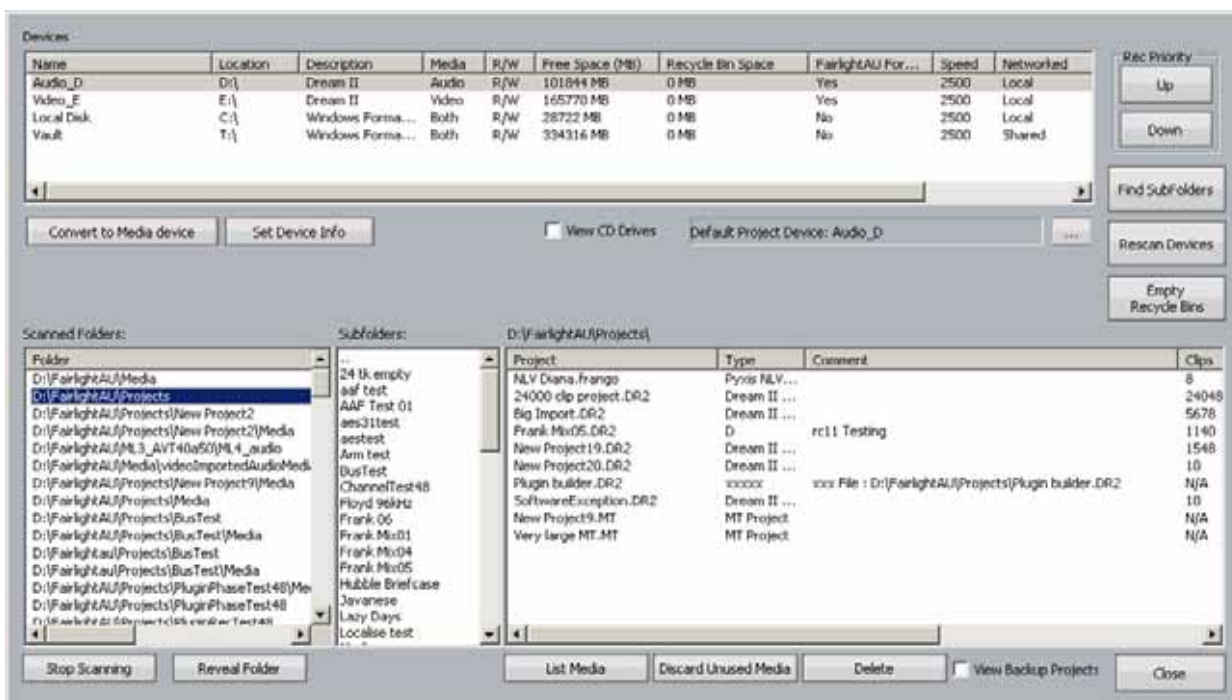 Devices
Name Location Description Media R/W Free Space (MB) Recycle Bin Space FairlightAU For... Speed Networked
Audio_D D:\ Dream II Audio R/W 101844 MB 0 MB Yes 2500 Local
Video_E E:\ Dream II Video R/W 165770 MB 0 MB Yes 2500 Local
Local Disk C:\ Windows Forma... Both R/W 28722 MB 0 MB No 2500 Local
Vault T:\ Windows Forma... Both R/W 334316 MB 0 MB No 2500 Shared
Rec Priority
Up
Down
Find SubFolders
Rescan Devices
Empty
Recycle Bins
Convert to Media device
Set Device Info
View CD Drives
Default Project Device: Audio_D
...
Scanned Folders:
Folder
D:\FairlightAU\Media
D:\FairlightAU\Projects
D:\FairlightAU\Projects\New Project2
D:\FairlightAU\Projects\New Project2\Media
D:\FairlightAU\ML3_AVT40a50\ML4_audio
D:\FairlightAU\Media\videoImportedAudioMedi
D:\FairlightAU\Projects\New Project9\Media
D:\FairlightAU\Projects\Media
D:\FairlightAU\Projects\BusTest
D:\FairlightAU\Projects\BusTest\Media
D:\Fairlightau\Projects\BusTest
D:\Fairlightau\Projects\BusTest\Media
D:\FairlightAU\Projects\PluginPhaseTest48\Me
D:\FairlightAU\Projects\PluginPhaseTest48
D:\FairlightAU\Projects\PluginRecTest48
Subfolders:
..
24 tk empty
aaf test
AAF Test 01
aes31test
aestest
Arm test
BusTest
ChannelTest48
Floyd 96kHz
Frank 06
Frank Mix01
Frank Mix04
Frank Mix05
Hubble Briefcase
Javanese
Lazy Days
Localise test
D:\FairlightAU\Projects\
Project Type Comment Clips
NLV Diana.frango Pyxis NLV... 8
24000 clip project.DR2 Dream II ... 24048
Big Import.DR2 Dream II ... 5678
Frank Mix05.DR2 D rc11 Testing 1140
New Project19.DR2 Dream II ... 1548
New Project20.DR2 Dream II ... 10
Plugin builder.DR2 xxxxx xxx File : D:\FairlightAU\Projects\Plugin builder.DR2 N/A
SoftwareException.DR2 Dream II ... 10
New Project9.MT MT Project N/A
Very large MT.MT MT Project N/A
Stop Scanning
Reveal Folder
List Media
Discard Unused Media
Delete
View Backup Projects
Close